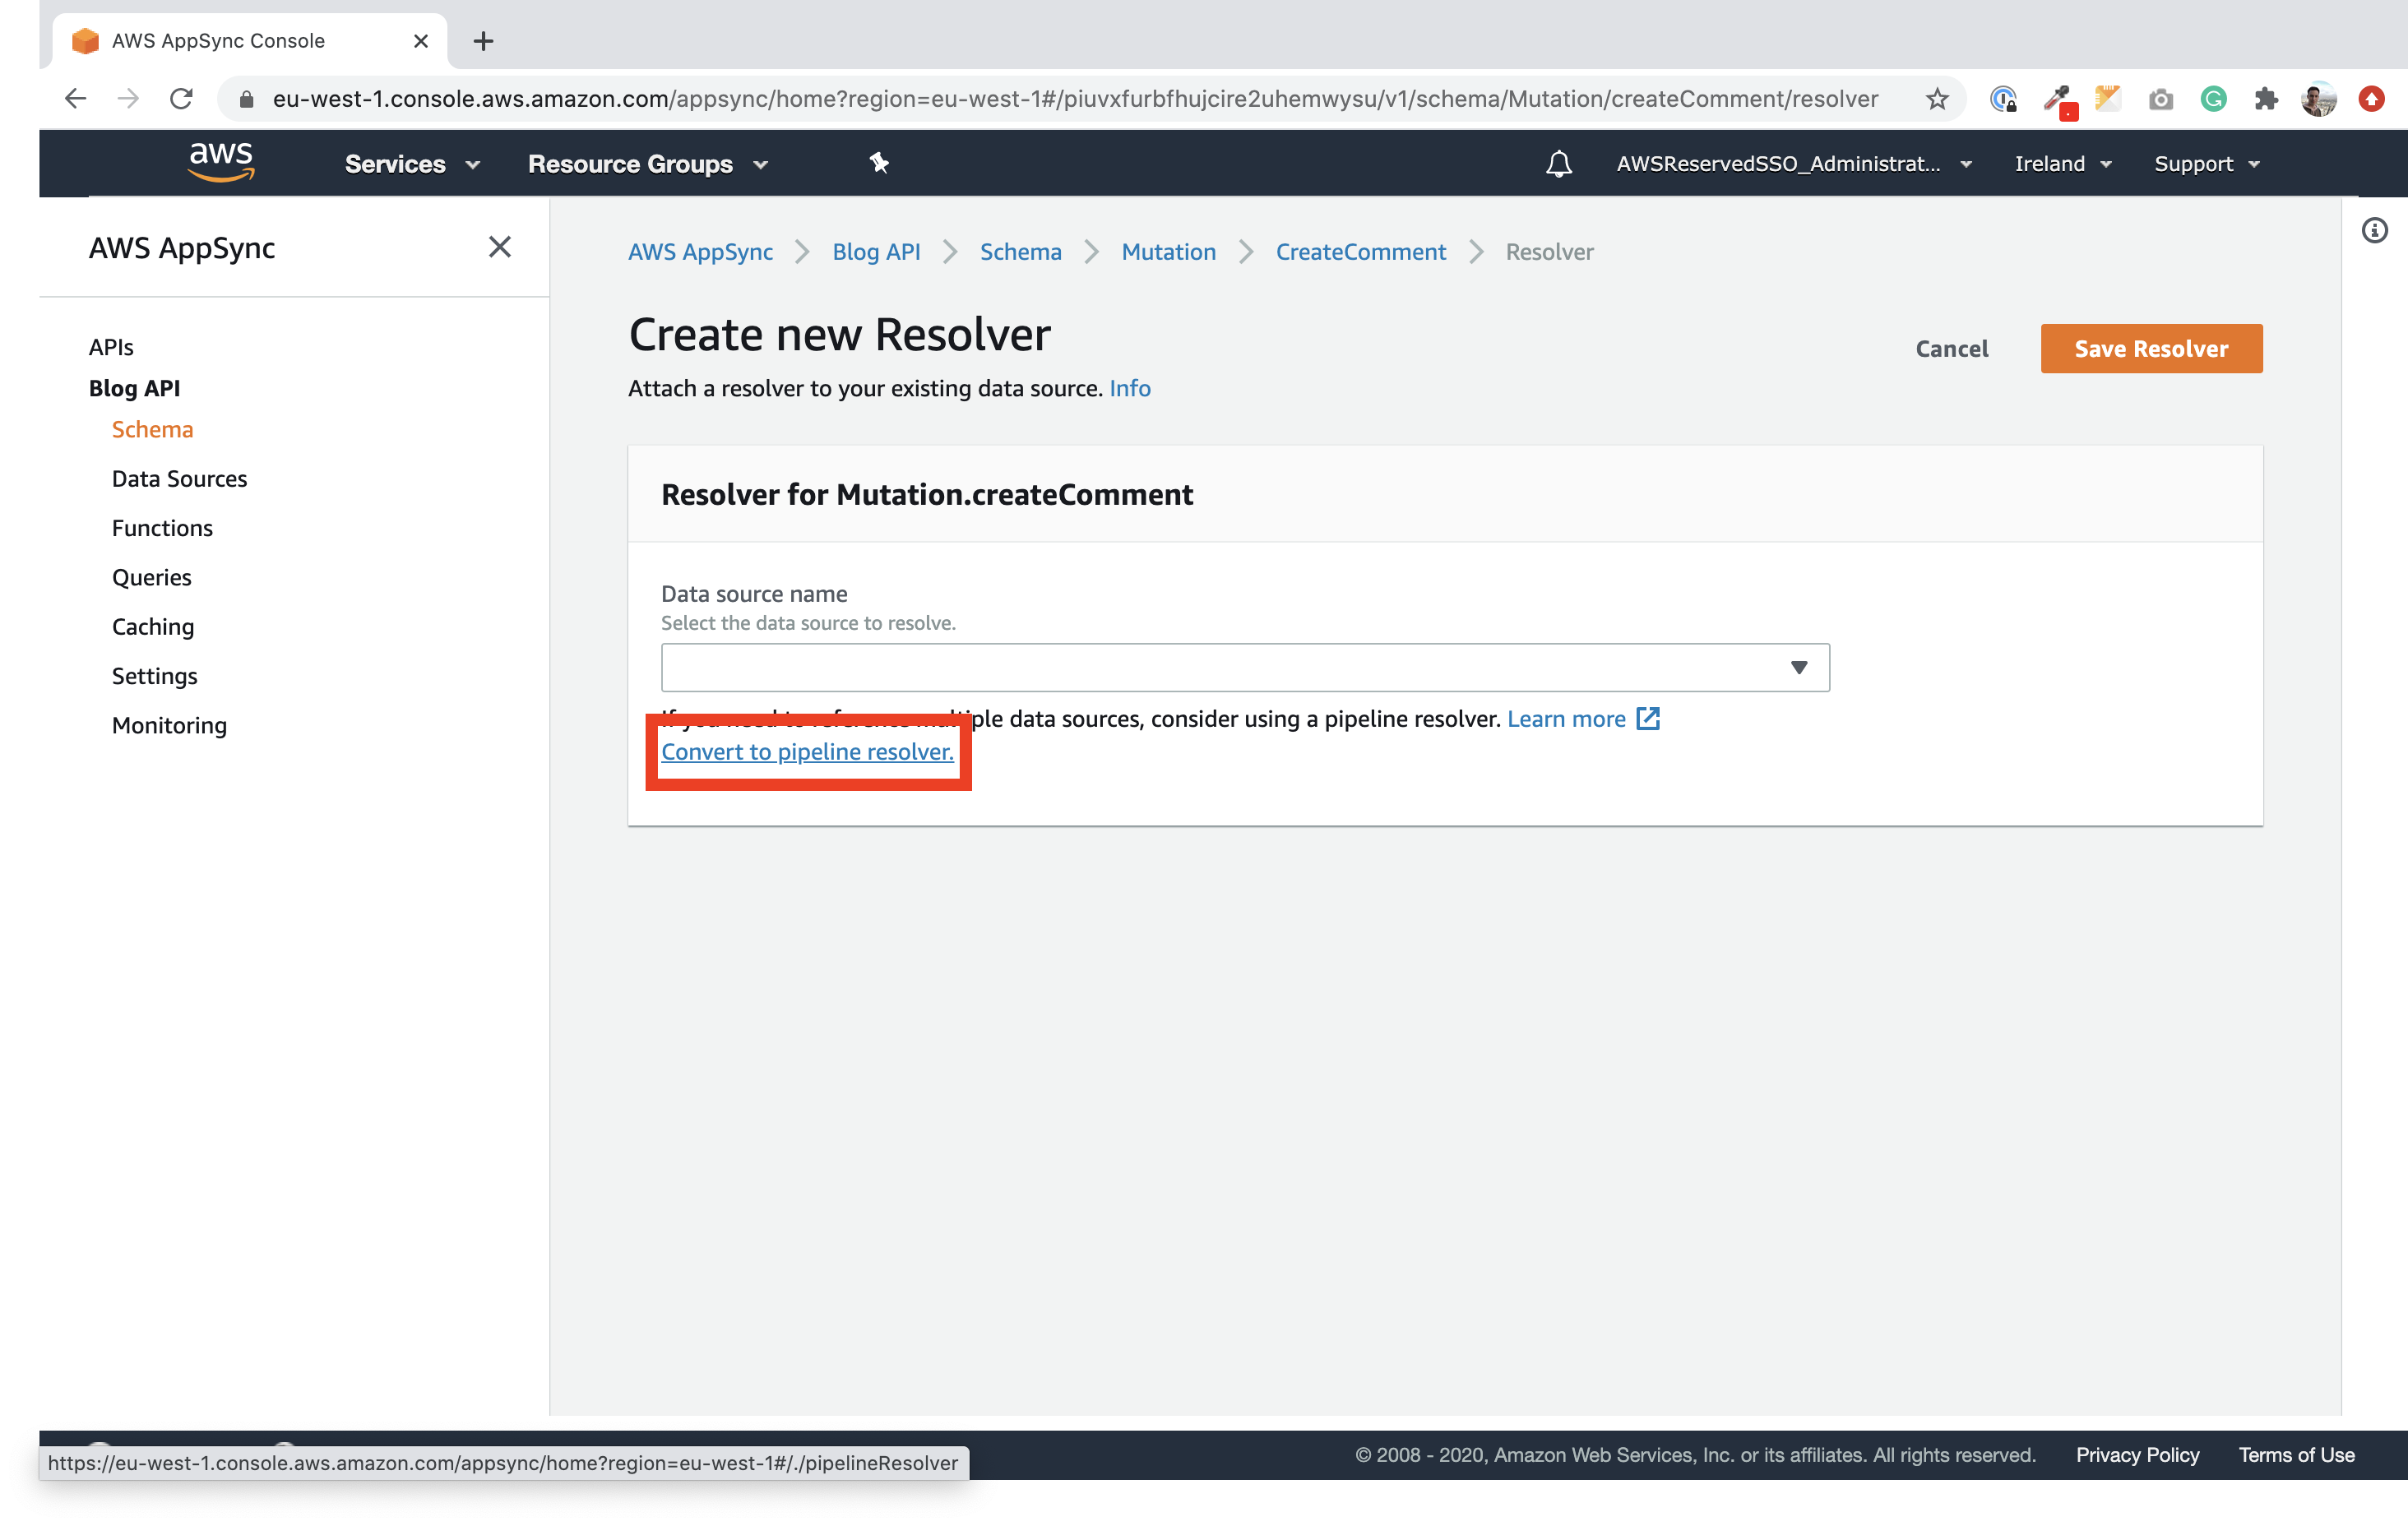 AWS AppSync Console
eu-west-1.console.aws.amazon.com/appsync/home?region=eu-west-1#/piuvxfurbfhujcire2uhemwysu/v1/schema/Mutation/createComment/resolver
aws Services Resource Groups AWSReservedSSO_Administrat... Ireland Support
AWS AppSync
APIs
Blog API
Schema
Data Sources
Functions
Queries
Caching
Settings
Monitoring
AWS AppSync Blog API Schema Mutation CreateComment Resolver
Create new Resolver
Cancel Save Resolver
Attach a resolver to your existing data source. Info
Resolver for Mutation.createComment
Data source name
Select the data source to resolve.
If you need to reference multiple data sources, consider using a pipeline resolver. Learn more
Convert to pipeline resolver.
https://eu-west-1.console.aws.amazon.com/appsync/home?region=eu-west-1#/./pipelineResolver
© 2008 - 2020, Amazon Web Services, Inc. or its affiliates. All rights reserved. Privacy Policy Terms of Use